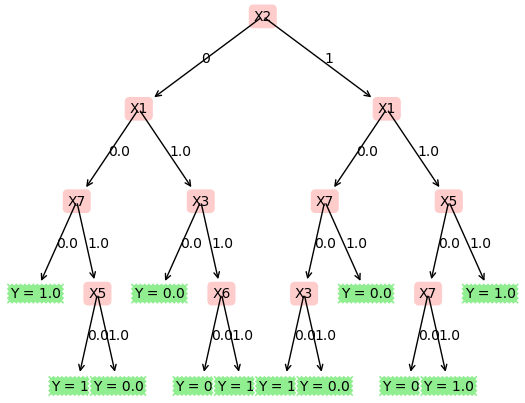 X2
0 1
X1 X1
0.0 1.0 0.0 1.0
X7 X3 X7 X5
0.0 1.0 0.0 1.0 0.0 1.0 0.0 1.0
Y = 1.0 X5 Y = 0.0 X6 X3 Y = 0.0 X7 Y = 1.0
0.0 1.0 0.0 1.0 0.0 1.0 0.0 1.0
Y = 1 Y = 0.0 Y = 0 Y = 1 Y = 1 Y = 0.0 Y = 0 Y = 1.0